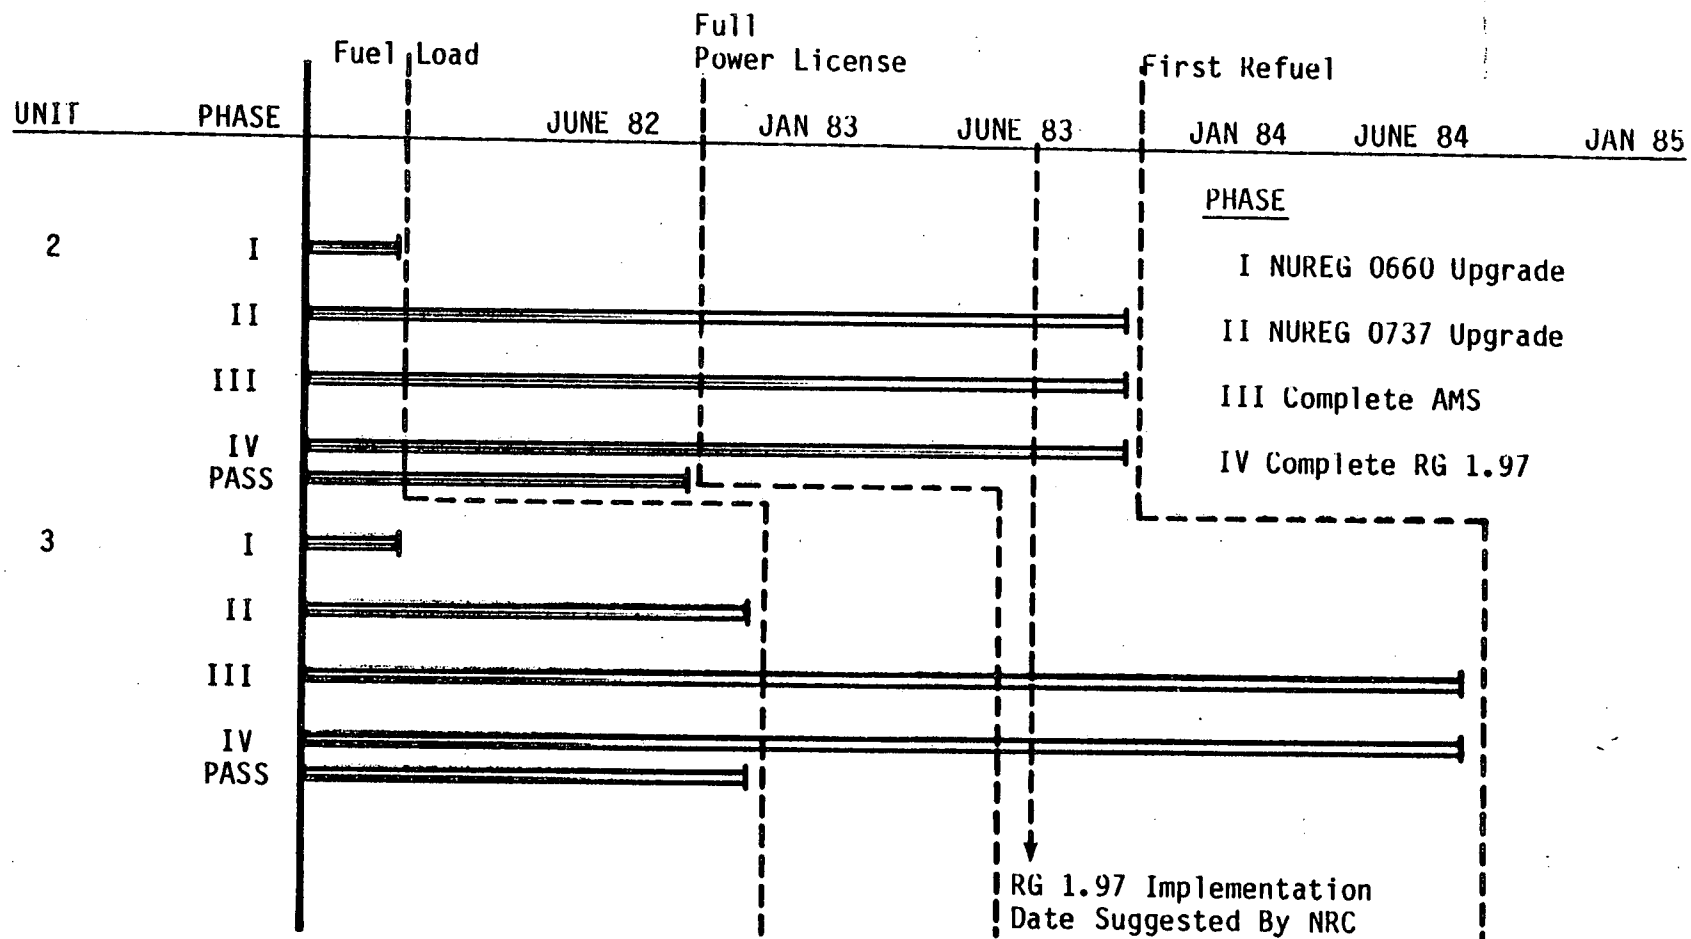 Full
Fuel Load
Power License
First Refuel
UNIT PHASE JUNE 82 JAN 83 JUNE 83 JAN 84 JUNE 84 JAN 85
PHASE
2 I
I NUREG 0660 Upgrade
II
II NUREG 0737 Upgrade
III
III Complete AMS
IV
IV Complete RG 1.97
PASS
3 I
II
III
IV
PASS
RG 1.97 Implementation
Date Suggested By NRC